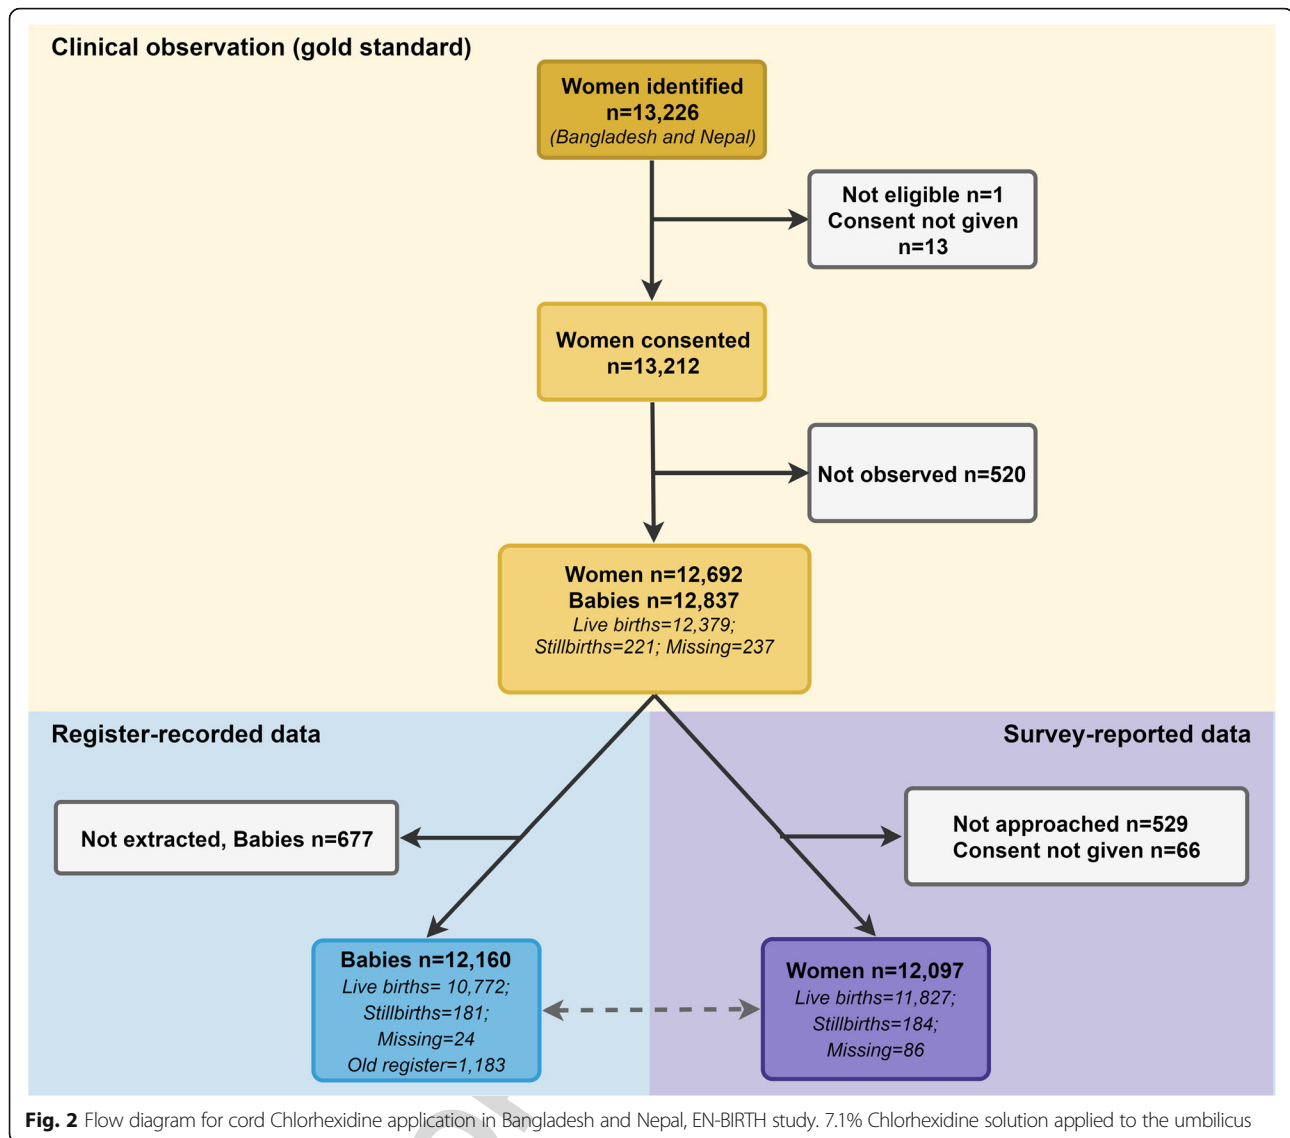 Clinical observation (gold standard)
Women identified
n=13,226
(Bangladesh and Nepal)
Not eligible n=1
Consent not given
n=13
Women consented
n=13,212
Not observed n=520
Women n=12,692
Babies n=12,837
Live births=12,379;
Stillbirths=221; Missing=237
Register-recorded data
Survey-reported data
Not extracted, Babies n=677
Not approached n=529
Consent not given n=66
Babies n=12,160
Live births= 10,772;
Stillbirths=181;
Missing=24
Old register=1,183
Women n=12,097
Live births=11,827;
Stillbirths=184;
Missing=86
Fig. 2 Flow diagram for cord Chlorhexidine application in Bangladesh and Nepal, EN-BIRTH study. 7.1% Chlorhexidine solution applied to the umbilicus